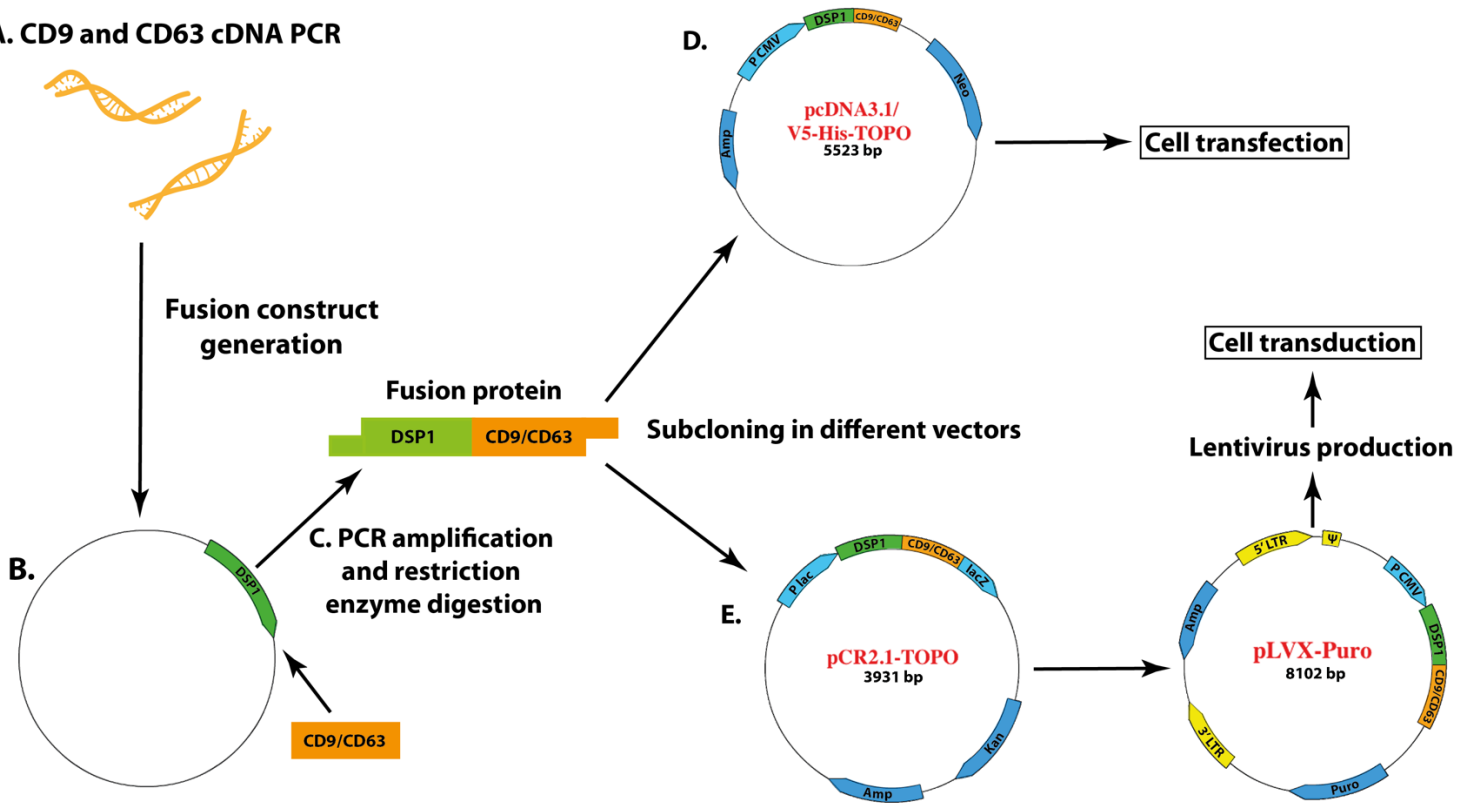 A. CD9 and CD63 cDNA PCR
Fusion construct
generation
B.
DSP1
CD9/CD63
C. PCR amplification
and restriction
enzyme digestion
Fusion protein
DSP1
CD9/CD63
Subcloning in different vectors
D.
P CMV
DSP1
CD9/CD63
Neo
Amp
pcDNA3.1/
V5-His-TOPO
5523 bp
Cell transfection
E.
P lac
DSP1
CD9/CD63
lacZ
Kan
Amp
pCR2.1-TOPO
3931 bp
Cell transduction
Lentivirus production
5' LTR
Ψ
P CMV
DSP1
CD9/CD63
Puro
3' LTR
Amp
pLVX-Puro
8102 bp